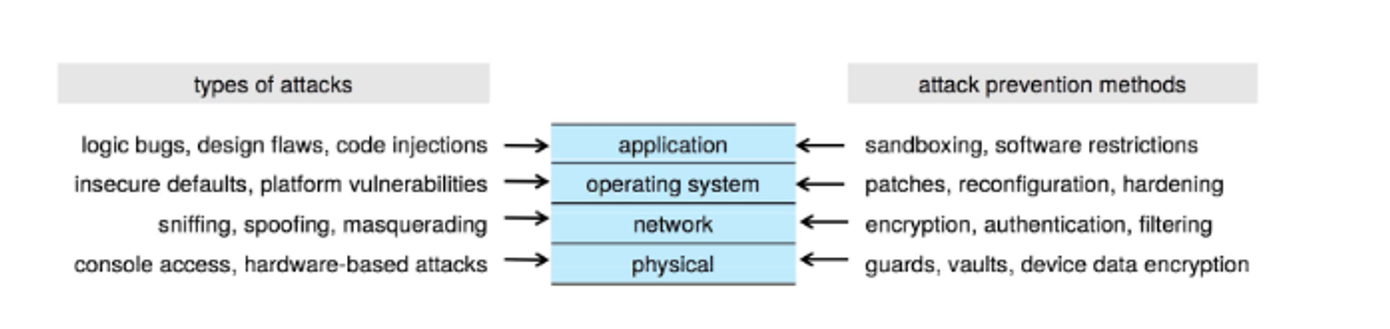 types of attacks
attack prevention methods
logic bugs, design flaws, code injections
application
sandboxing, software restrictions
insecure defaults, platform vulnerabilities
operating system
patches, reconfiguration, hardening
sniffing, spoofing, masquerading
network
encryption, authentication, filtering
console access, hardware-based attacks
physical
guards, vaults, device data encryption